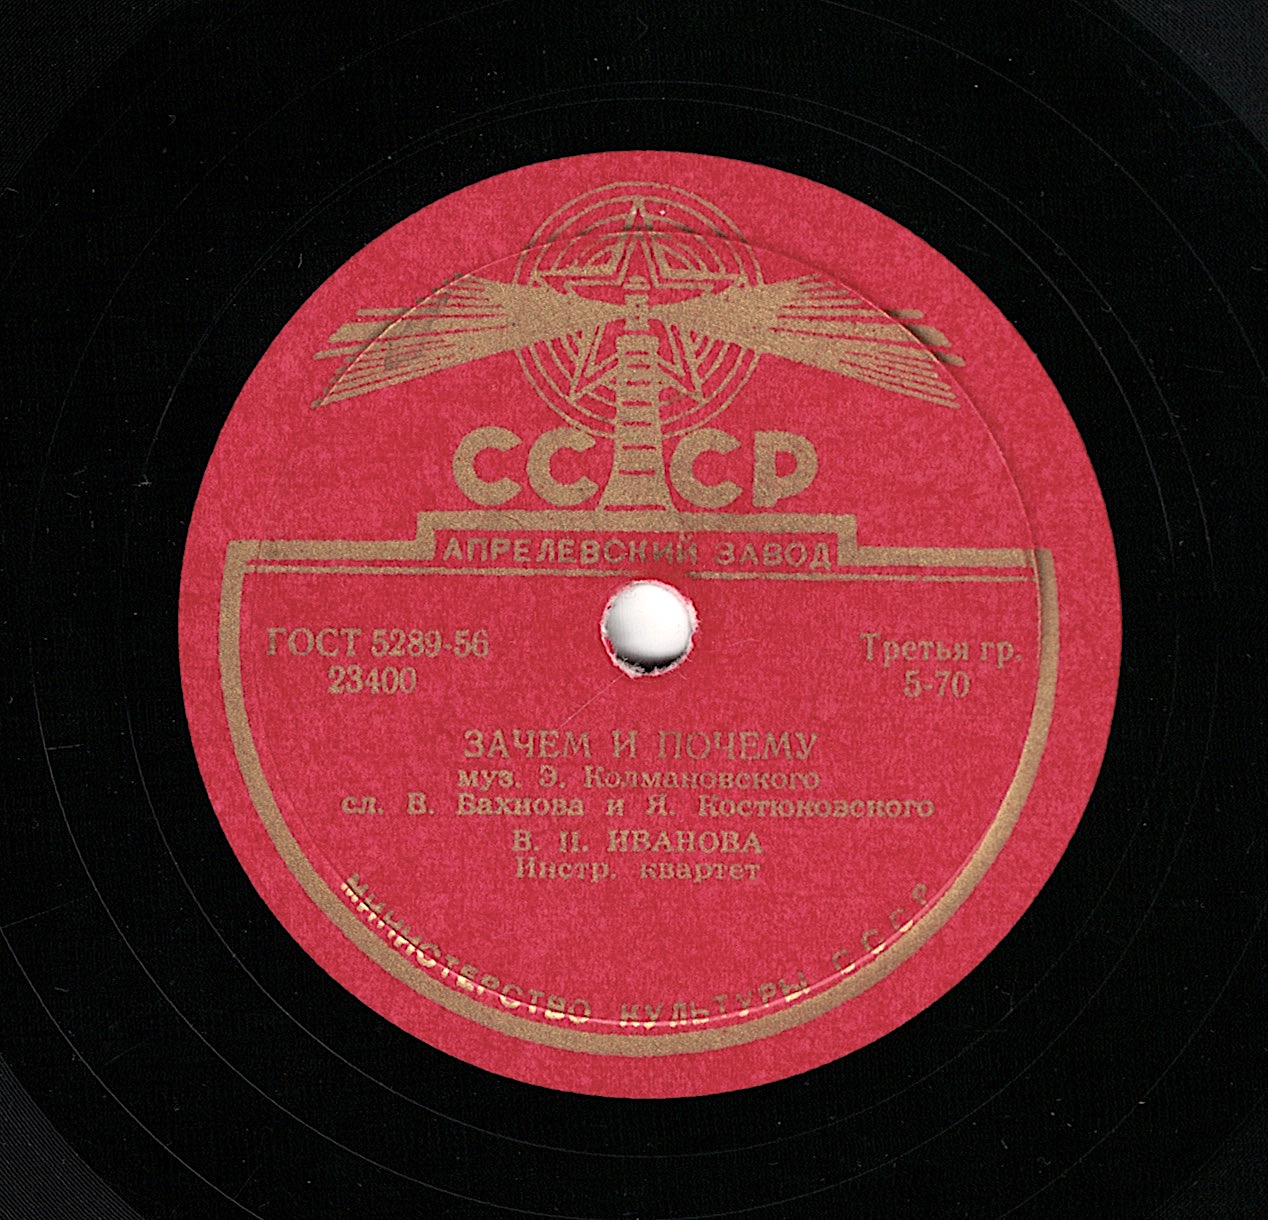 СССР
АПРЕЛЕВСКИЙ ЗАВОД
ГОСТ 5289-56
23400
Третья гр.
5-70
ЗАЧЕМ И ПОЧЕМУ
муз. Э. Колмановского
сл. В. Бахнова и Я. Костюковского
В. Н. ИВАНОВА
Инстр. квартет
МИНИСТЕРСТВО КУЛЬТУРЫ СССР